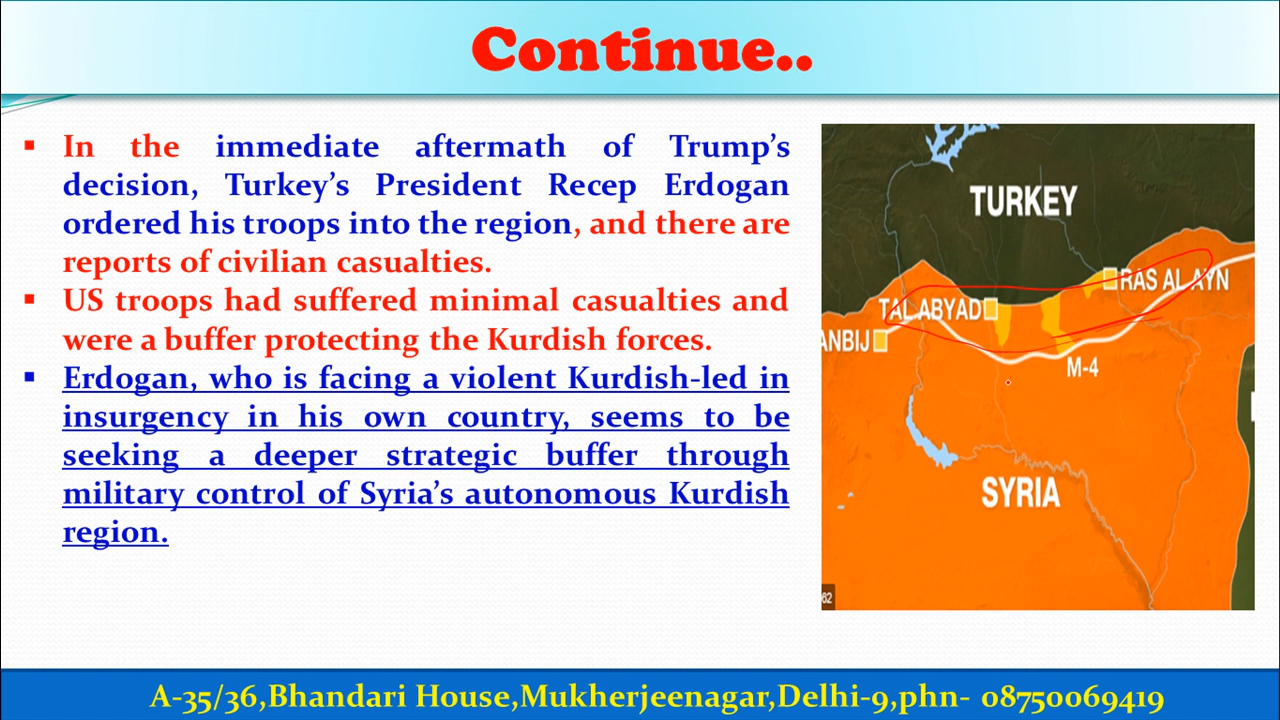 Continue..
▪ In the immediate aftermath of Trump's
decision, Turkey's President Recep Erdogan
ordered his troops into the region, and there are
reports of civilian casualties.
▪ US troops had suffered minimal casualties and
were a buffer protecting the Kurdish forces.
▪ Erdogan, who is facing a violent Kurdish-led in
insurgency in his own country, seems to be
seeking a deeper strategic buffer through
military control of Syria's autonomous Kurdish
region.
TURKEY
RAS AL AYN
TAL ABYAD
ANBIJ
M-4
SYRIA
62
A-35/36,Bhandari House,Mukherjeenagar,Delhi-9,phn- 08750069419